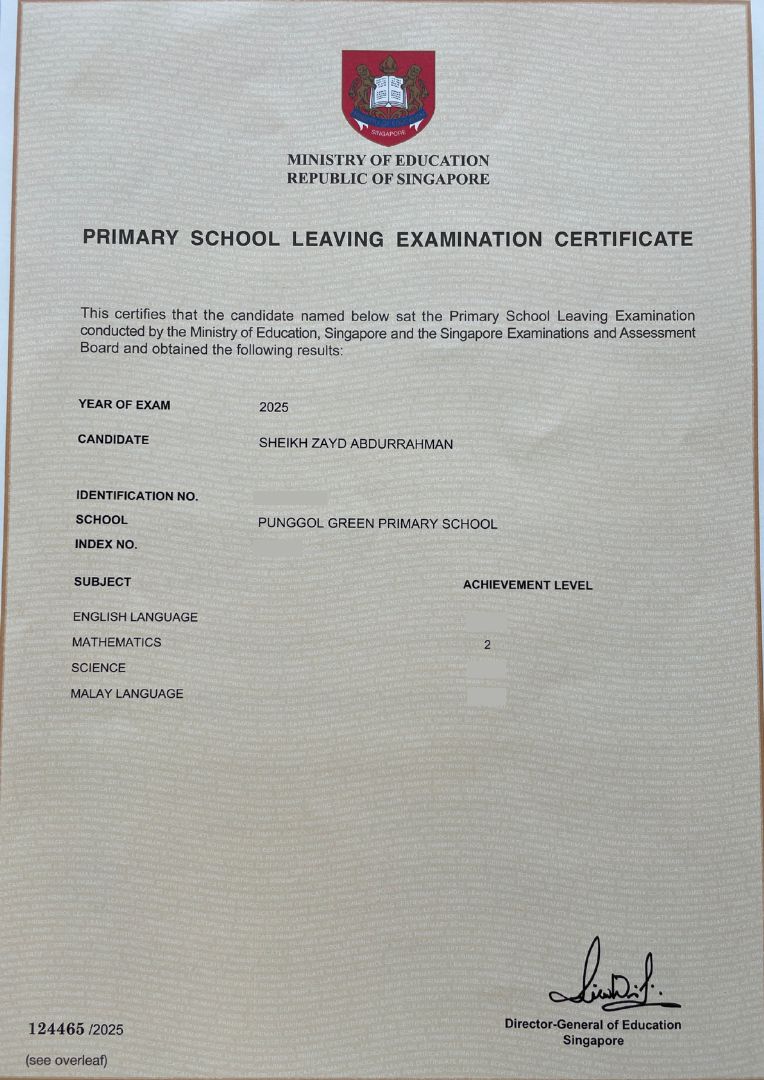 SINGAPORE
MINISTRY OF EDUCATION
REPUBLIC OF SINGAPORE
PRIMARY SCHOOL LEAVING EXAMINATION CERTIFICATE
This certifies that the candidate named below sat the Primary School Leaving Examination
conducted by the Ministry of Education, Singapore and the Singapore Examinations and Assessment
Board and obtained the following results:
YEAR OF EXAM 2025
CANDIDATE SHEIKH ZAYD ABDURRAHMAN
IDENTIFICATION NO.
SCHOOL PUNGGOL GREEN PRIMARY SCHOOL
INDEX NO.
SUBJECT ACHIEVEMENT LEVEL
ENGLISH LANGUAGE
MATHEMATICS 2
SCIENCE
MALAY LANGUAGE
Director-General of Education
Singapore
124465 /2025
(see overleaf)